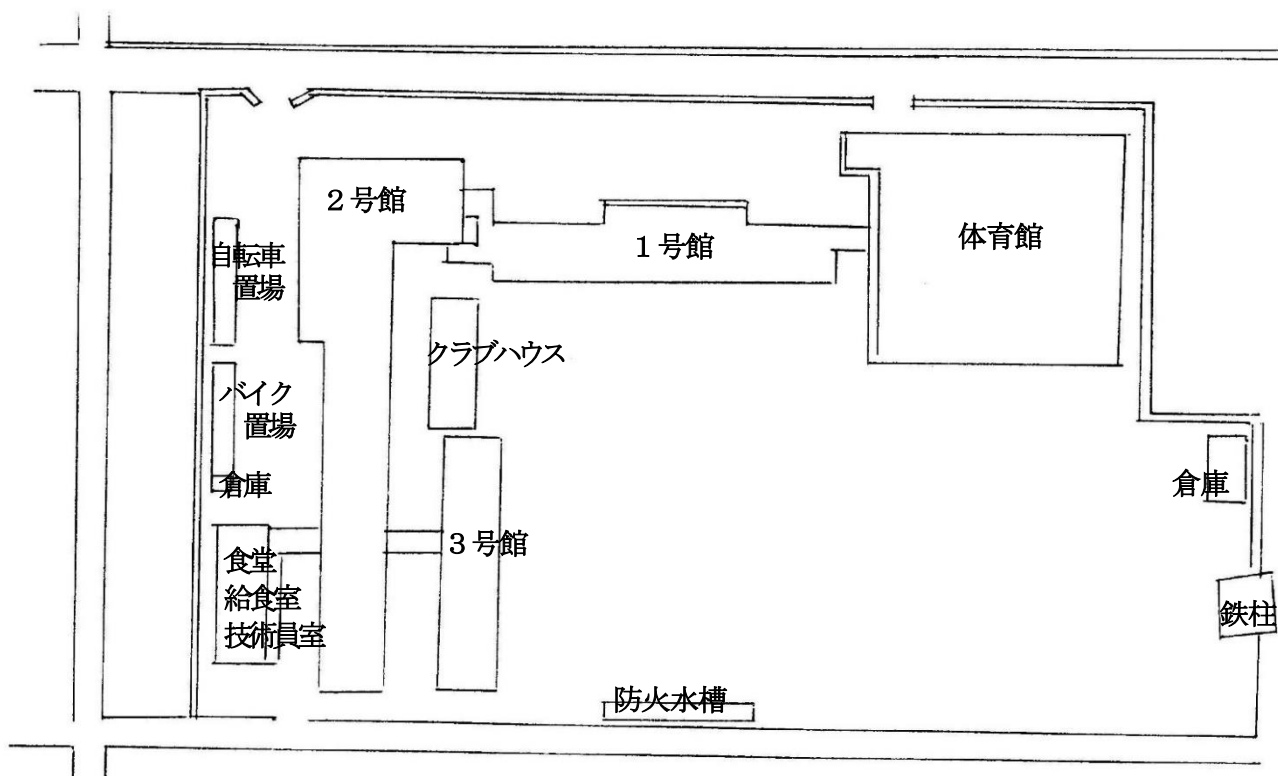 ２号館
１号館
体育館
自転車
置場
クラブハウス
バイク
置場
倉庫
倉庫
３号館
食堂
給食室
技術員室
鉄柱
防火水槽